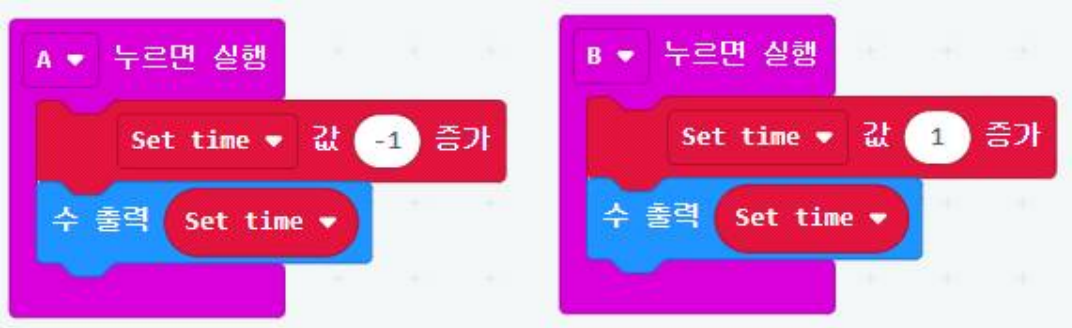 A 누르면 실행
Set time 값 -1 증가
수 출력 Set time
B 누르면 실행
Set time 값 1 증가
수 출력 Set time